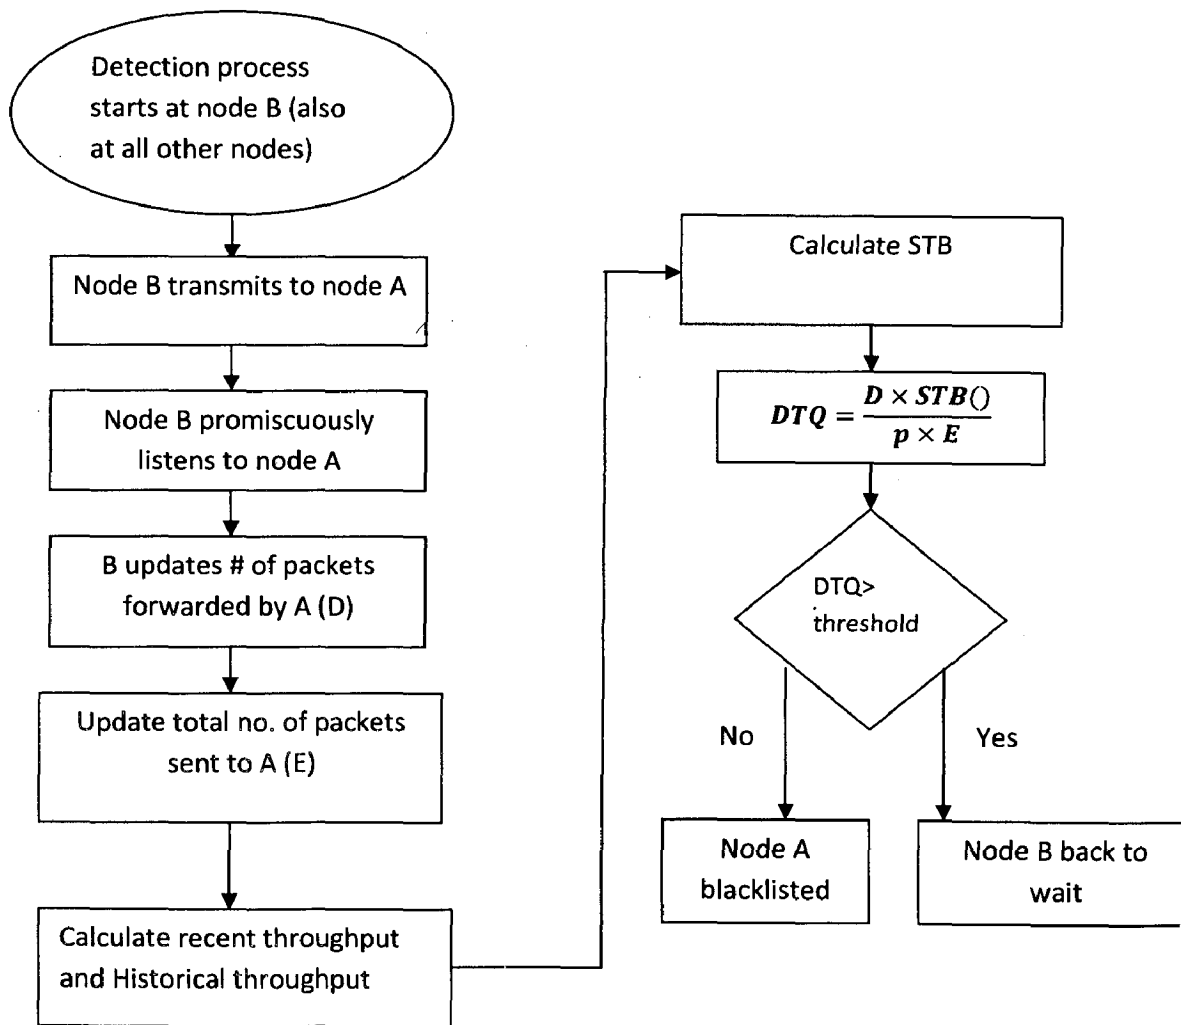 Detection process
starts at node B (also
at all other nodes)
Node B transmits to node A
Node B promiscuously
listens to node A
B updates # of packets
forwarded by A (D)
Update total no. of packets
sent to A (E)
Calculate recent throughput
and Historical throughput
Calculate STB
DTQ = D × STB() / p × E
DTQ>
threshold
No
Yes
Node A
blacklisted
Node B back to
wait